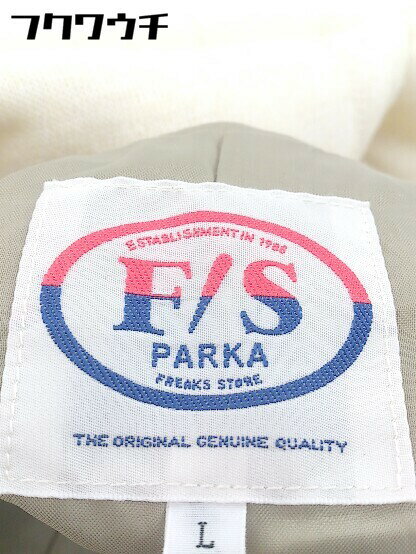 フクワウチ
ESTABLISHMENT IN 1986
F/S
PARKA
FREAKS STORE
THE ORIGINAL GENUINE QUALITY
L